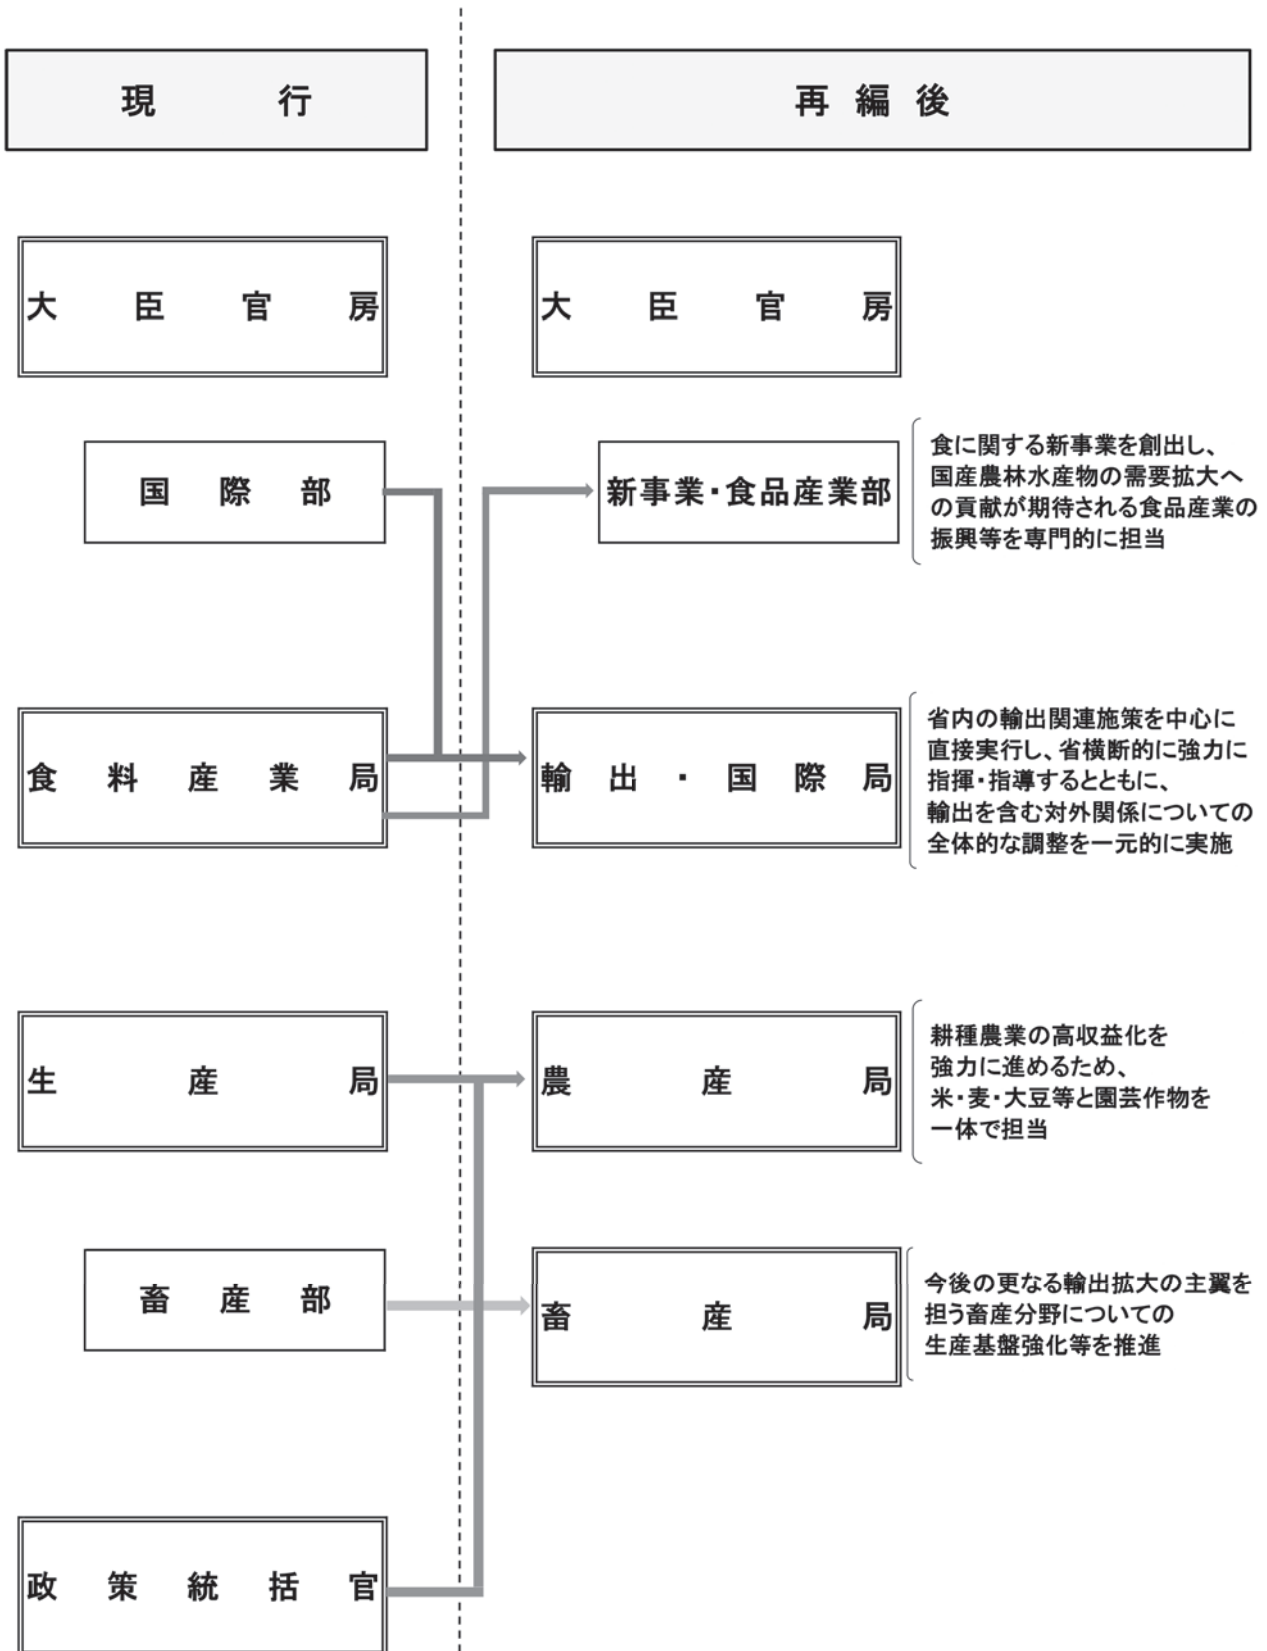 現行
再編後
大臣官房
大臣官房
国際部
新事業・食品産業部
食に関する新事業を創出し、
国産農林水産物の需要拡大へ
の貢献が期待される食品産業の
振興等を専門的に担当
食料産業局
輸出・国際局
省内の輸出関連施策を中心に
直接実行し、省横断的に強力に
指揮・指導するとともに、
輸出を含む対外関係についての
全体的な調整を一元的に実施
生産局
農産局
耕種農業の高収益化を
強力に進めるため、
米・麦・大豆等と園芸作物を
一体で担当
畜産部
畜産局
今後の更なる輸出拡大の主翼を
担う畜産分野についての
生産基盤強化等を推進
政策統括官